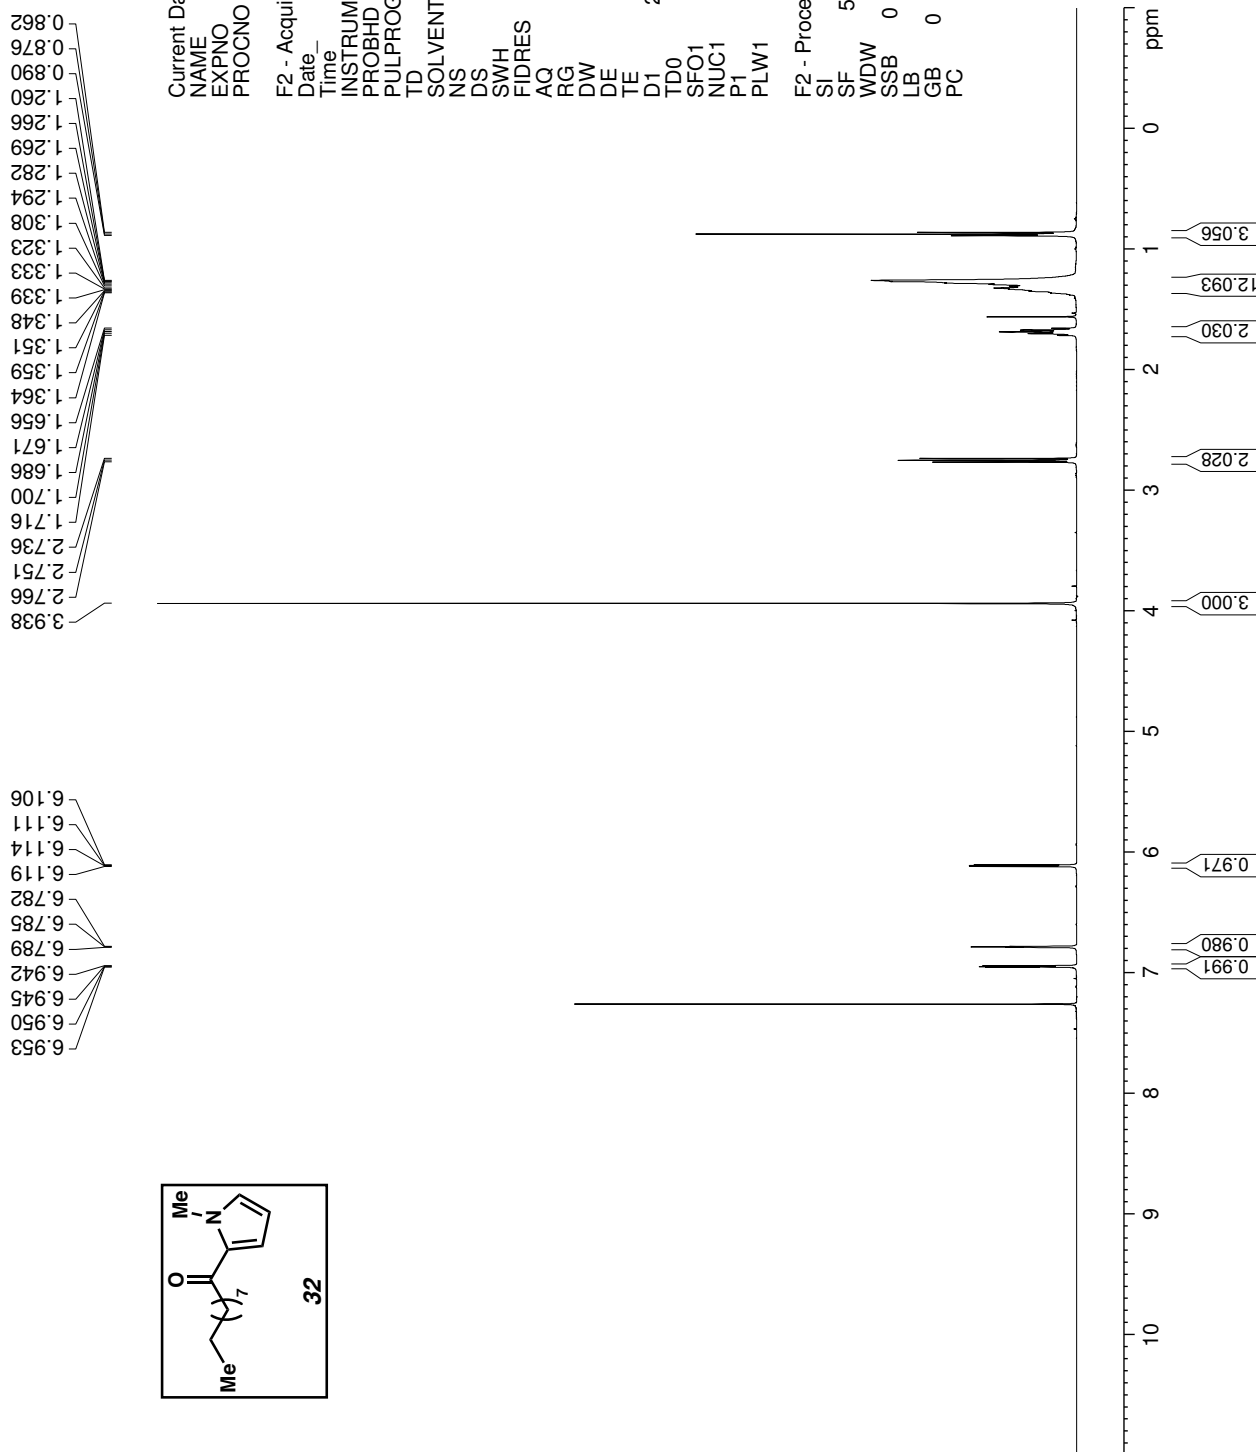 0.862
0.876
0.890
1.260
1.266
1.269
1.282
1.294
1.308
1.323
1.333
1.339
1.348
1.351
1.359
1.364
1.656
1.671
1.686
1.700
1.716
2.736
2.751
2.766
3.938
6.106
6.111
6.114
6.119
6.782
6.785
6.789
6.942
6.945
6.950
6.953
Current Da
NAME
EXPNO
PROCNO
F2 - Acqui
Date_
Time
INSTRUM
PROBHD
PULPROG
TD
SOLVENT
NS
DS
SWH
FIDRES
AQ
RG
DW
DE
TE
D1 2
TD0
SFO1
NUC1
P1
PLW1
F2 - Proce
SI
SF 5
WDW
SSB 0
LB
GB 0
PC
O
Me
N
7
Me
32
10 9 8 7 6 5 4 3 2 1 0 ppm
0.991
0.980
0.971
3.000
2.028
2.030
12.093
3.056